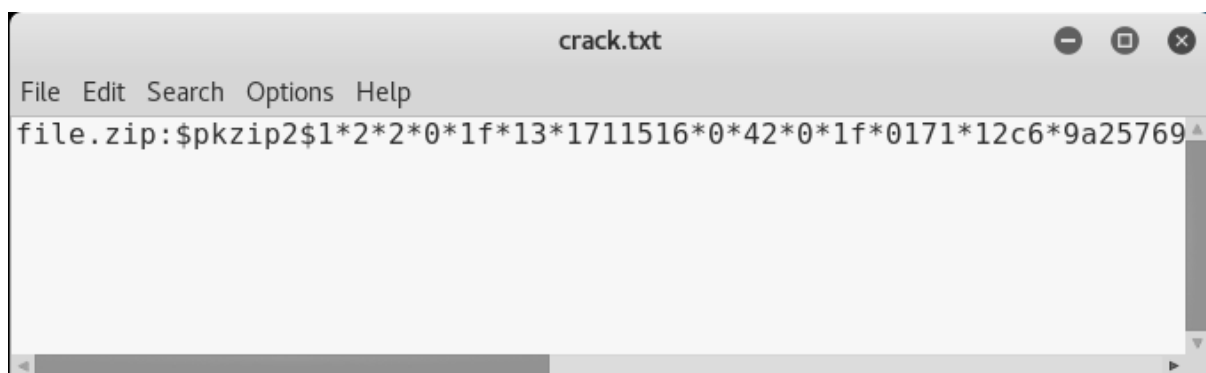 crack.txt
File Edit Search Options Help
file.zip:$pkzip2$1*2*2*0*1f*13*1711516*0*42*0*1f*0171*12c6*9a25769